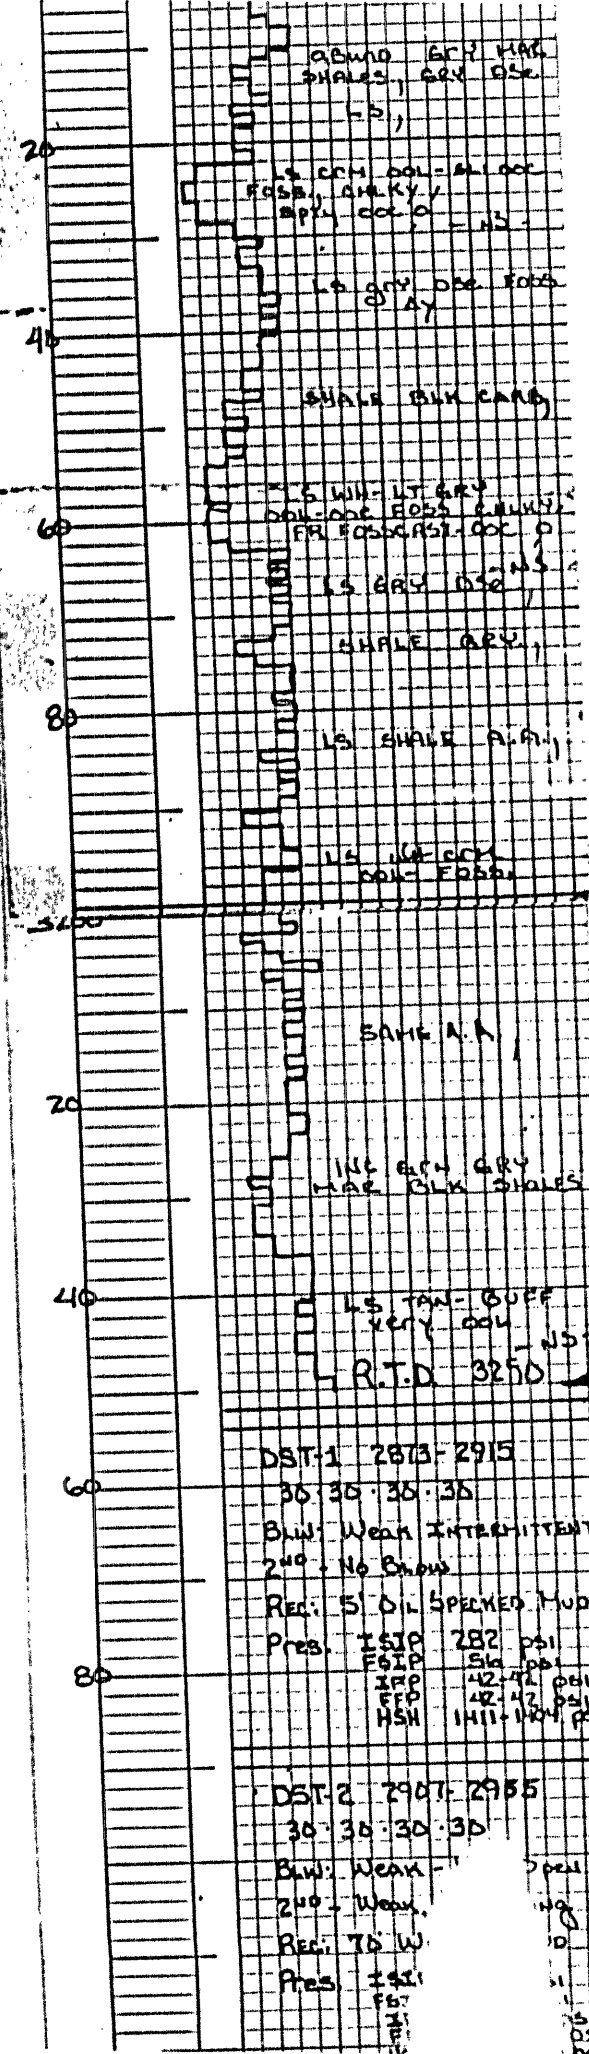 ABUND GRY MAR
SHALES, GRY DSE
LS,
20
LS CRM OOL-SLI OOC
FOSS, CHLKY,
SPTY OOC O
- NS -
LS gry DSE FOSS
40
SHALE BLK CARB,
LS WH-LT GRY
OOL-OOC FOSS CHLKY,
60
FR FOSSCAST-OOC O
- NS
LS GRY DSE,
SHALE GRY,
80
LS SHALE A.A.,
LS WH-CRM
OOL-FOSS.
3200
SAME A.A,
20
INC GRN GRY
MAR BLK SHALES
40
LS TAN-BUFF
VERY OOL
- NS -
R.T.D. 3250
DST-1 2873-2915
60
30-30-30-30
BLW: WEAK INTERMITTENT
2ND - NO BLOW
REC: 5' OIL SPECKED MUD
Pres. ISIP 282 psi
FSIP 56 psi
80
IFP 42-42 psi
FFP 42-42 psi
HSH 1411-1404
DST-2 2907-2955
30-30-30-30
BLW: WEAK -
2ND - Weak
REC: 70 W
Pres.